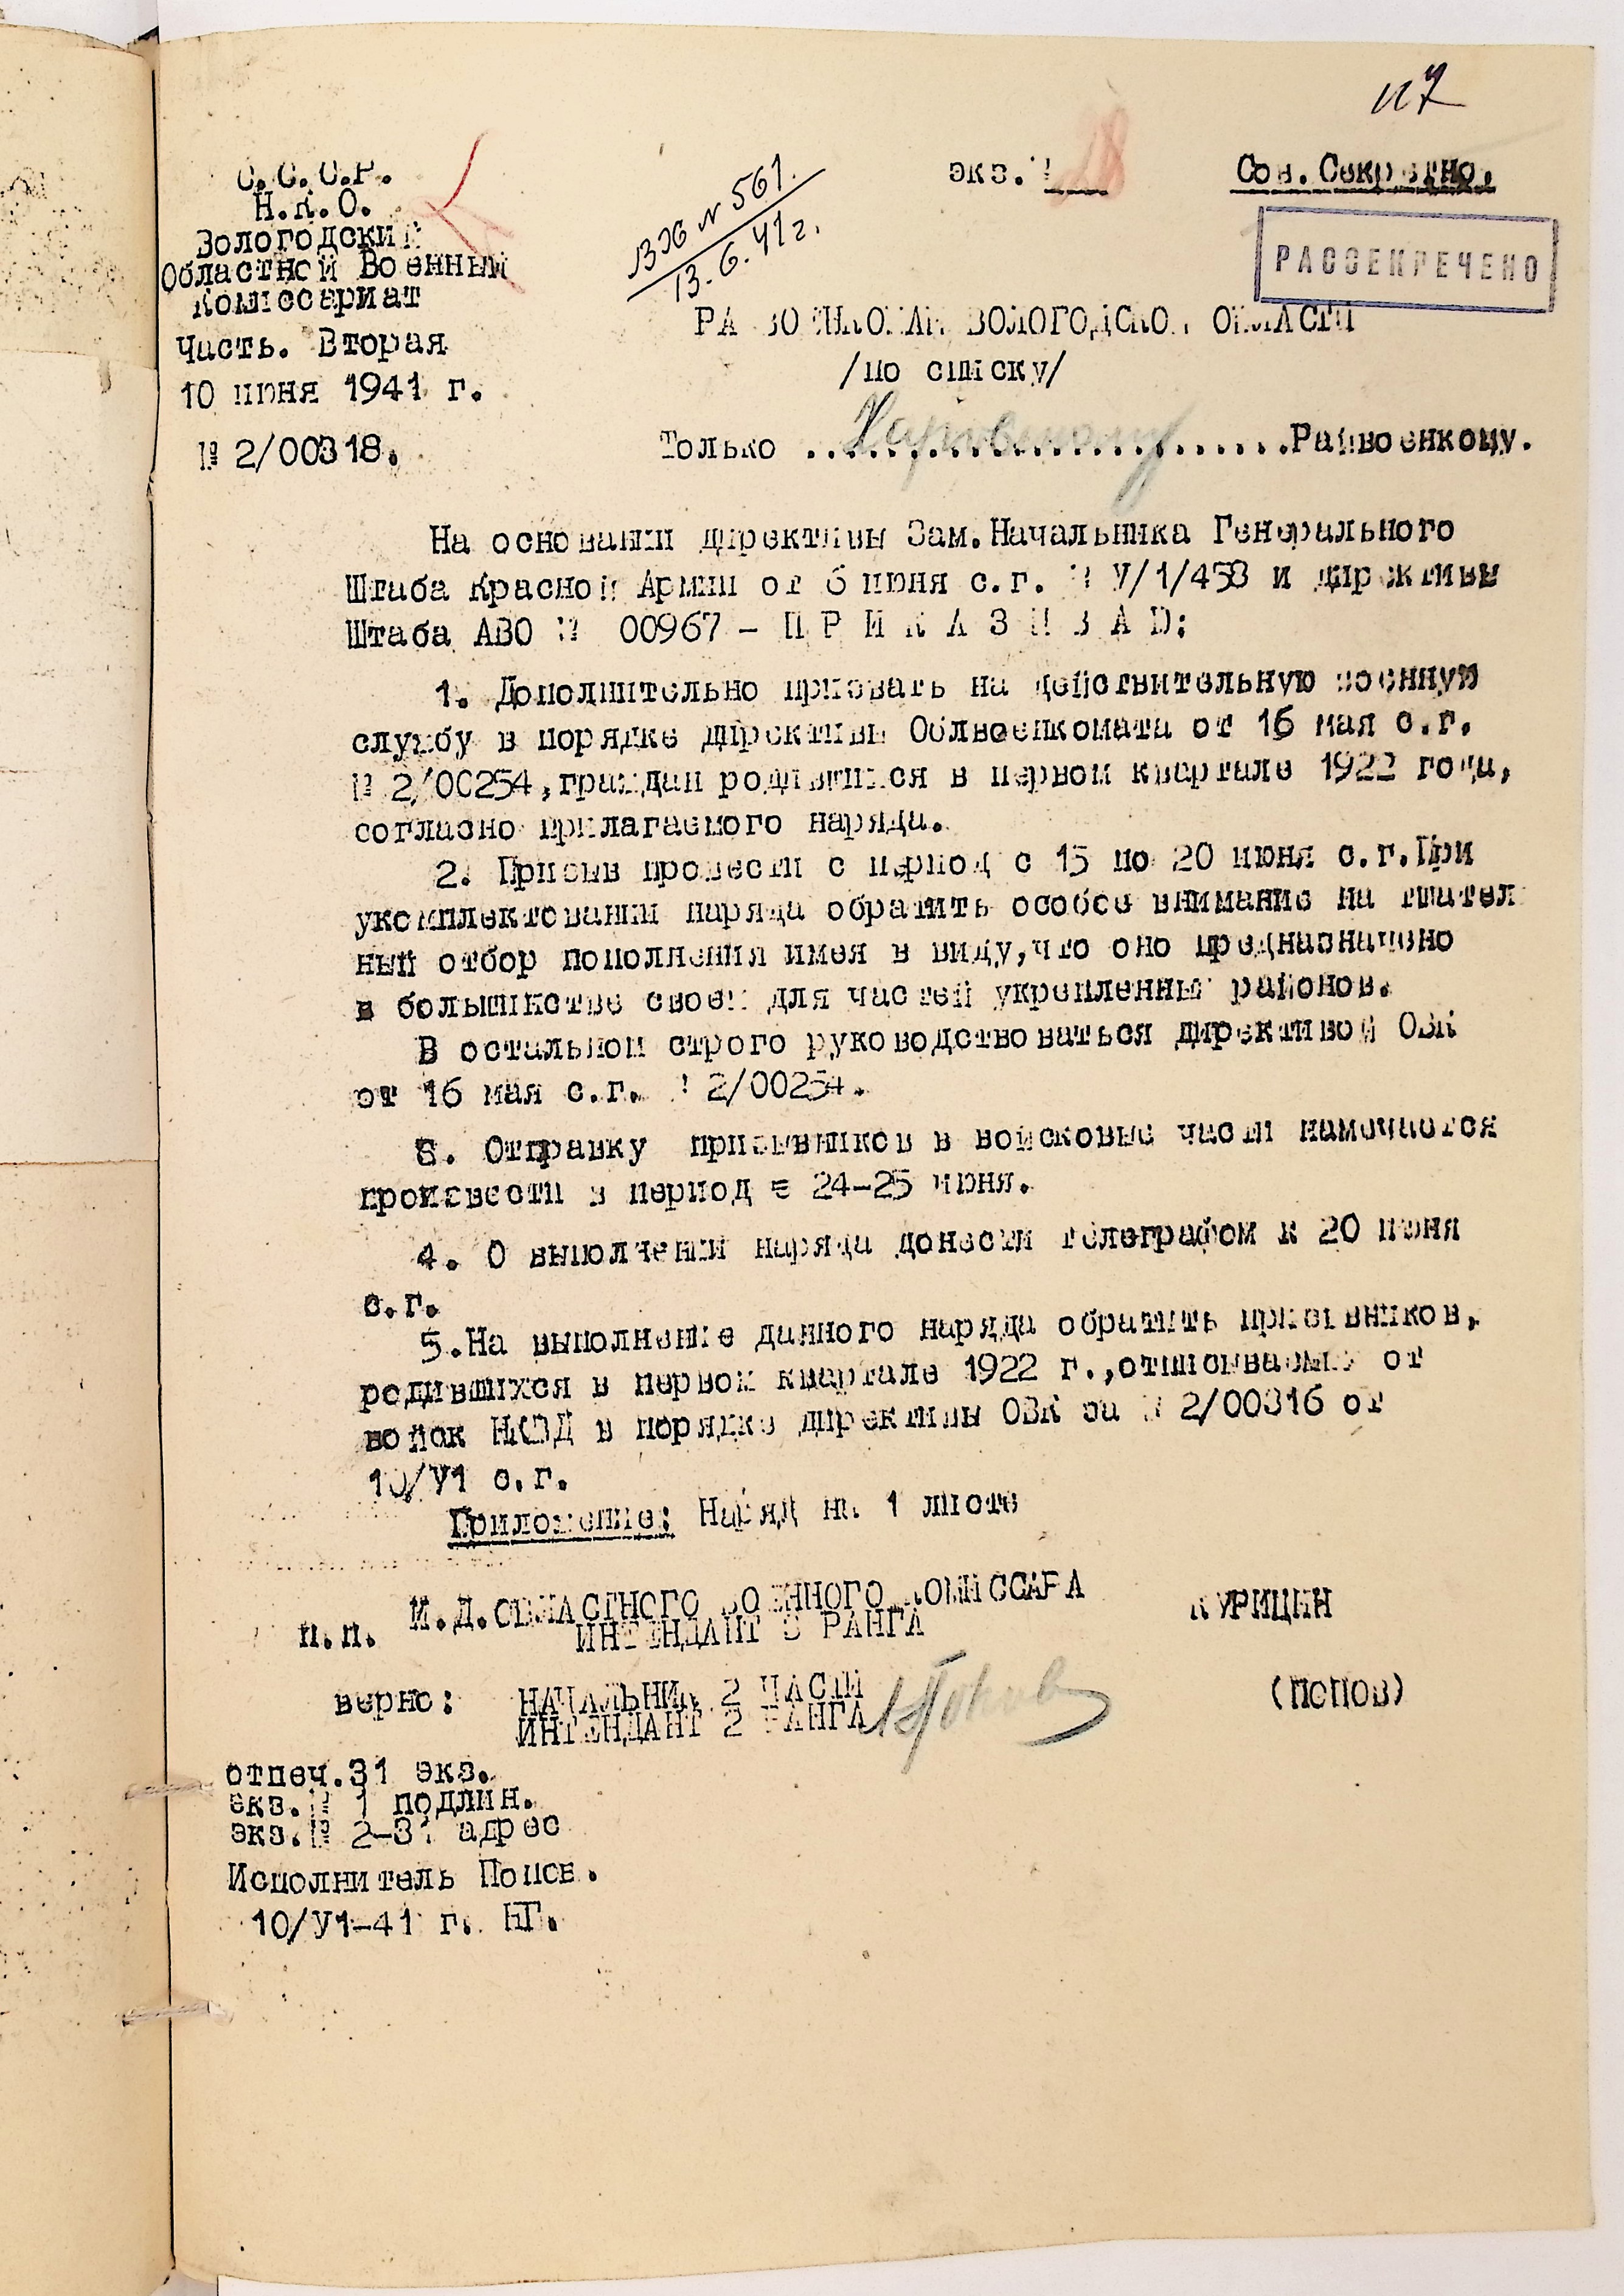 117
экз.№ 28
Сов. Секретно.
С.С.С.Р.
Н.К.О.
Вологодский
Областной Военный
Комиссариат
Часть. Вторая
10 июня 1941 г.
№ 2/00318.
вх № 561.
13.6.41 г.
РАССЕКРЕЧЕНО
РАЙВОЕНКОМАМ ВОЛОГОДСКОЙ ОБЛАСТИ
/по списку/
Только Харовскому Райвоенкому.
На основании директивы Зам.Начальника Генерального
Штаба Красной Армии от 6 июня с.г. № У/1/458 и директивы
Штаба АВО № 00967 – П Р И К А З Ы В А Ю:
1. Дополнительно призвать на действительную военную
службу в порядке директивы Облвоенкомата от 16 мая с.г.
№ 2/00254,граждан родившихся в первом квартале 1922 года,
согласно прилагаемого наряда.
2. Призыв провести с период с 15 по 20 июня с.г.При
укомплектовании наряда обратить особое внимание на тщател
ный отбор пополнения имея в виду,что оно предназначено
в большинстве своем для частей укрепленных районов.
В остальном строго руководствоваться директивой ОВК
от 16 мая с.г. № 2/00254.
3. Отправку призывников в войсковые части намечается
произвести в период с 24–25 июня.
4. О выполнении наряда донести телеграфом к 20 июня
с.г.
5.На выполнение данного наряда обратить призывников,
родившихся в первом квартале 1922 г.,отписываемых от
войск НКВД в порядке директивы ОВК за № 2/00316 от
10/У1 с.г.
Приложение: Наряд на 1 листе
п.п. И.Д.ОБЛАСТНОГО ВОЕННОГО КОМИССАРА КУРИЦИН
ИНТЕНДАНТ 3 РАНГА
верно: НАЧАЛЬНИК 2 ЧАСТИ (ПОПОВ)
ИНТЕНДАНТ 2 РАНГА Попов
отпеч.31 экз.
экз.№ 1 подлин.
экз.№ 2–31 адрес
Исполнитель Попов.
10/У1–41 г. НГ.